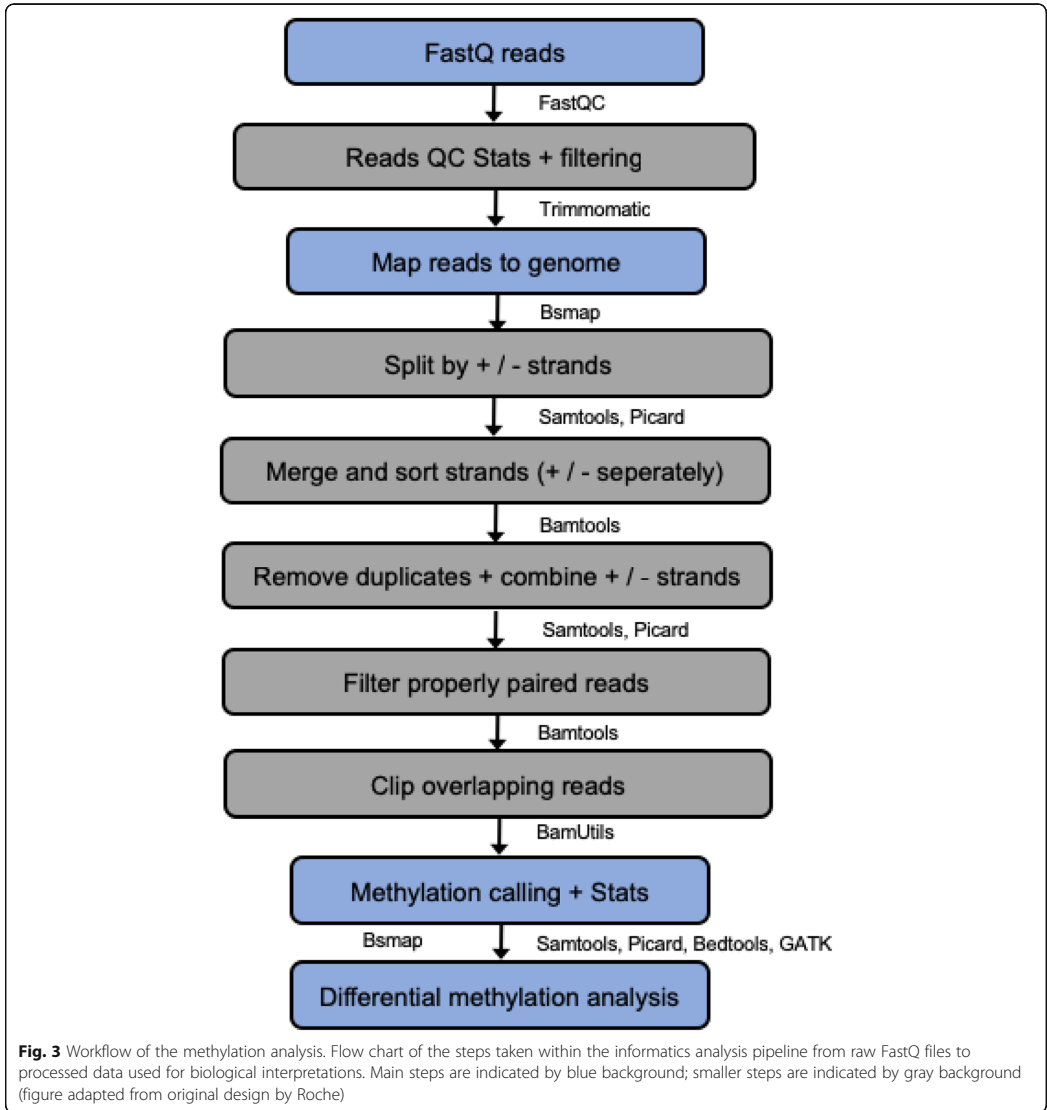 FastQ reads
FastQC
Reads QC Stats + filtering
Trimmomatic
Map reads to genome
Bsmap
Split by + / - strands
Samtools, Picard
Merge and sort strands (+ / - seperately)
Bamtools
Remove duplicates + combine + / - strands
Samtools, Picard
Filter properly paired reads
Bamtools
Clip overlapping reads
BamUtils
Methylation calling + Stats
Bsmap Samtools, Picard, Bedtools, GATK
Differential methylation analysis
Fig. 3 Workflow of the methylation analysis. Flow chart of the steps taken within the informatics analysis pipeline from raw FastQ files to
processed data used for biological interpretations. Main steps are indicated by blue background; smaller steps are indicated by gray background
(figure adapted from original design by Roche)